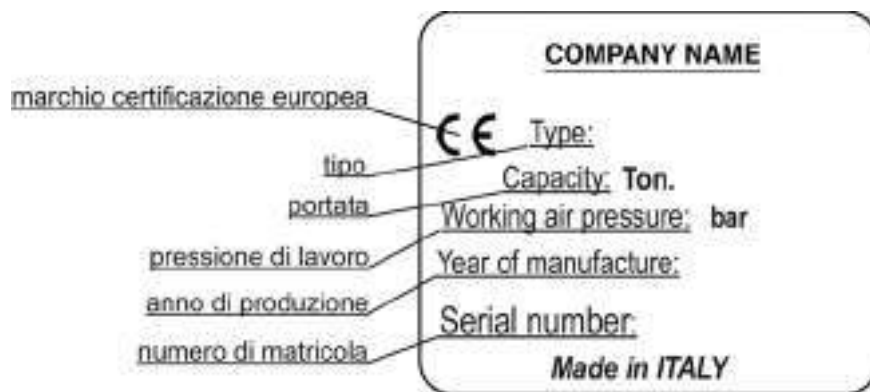 COMPANY NAME
marchio certificazione europea
CE Type:
tipo
Capacity: Ton.
portata
Working air pressure: bar
pressione di lavoro
Year of manufacture:
anno di produzione
Serial number:
numero di matricola
Made in ITALY